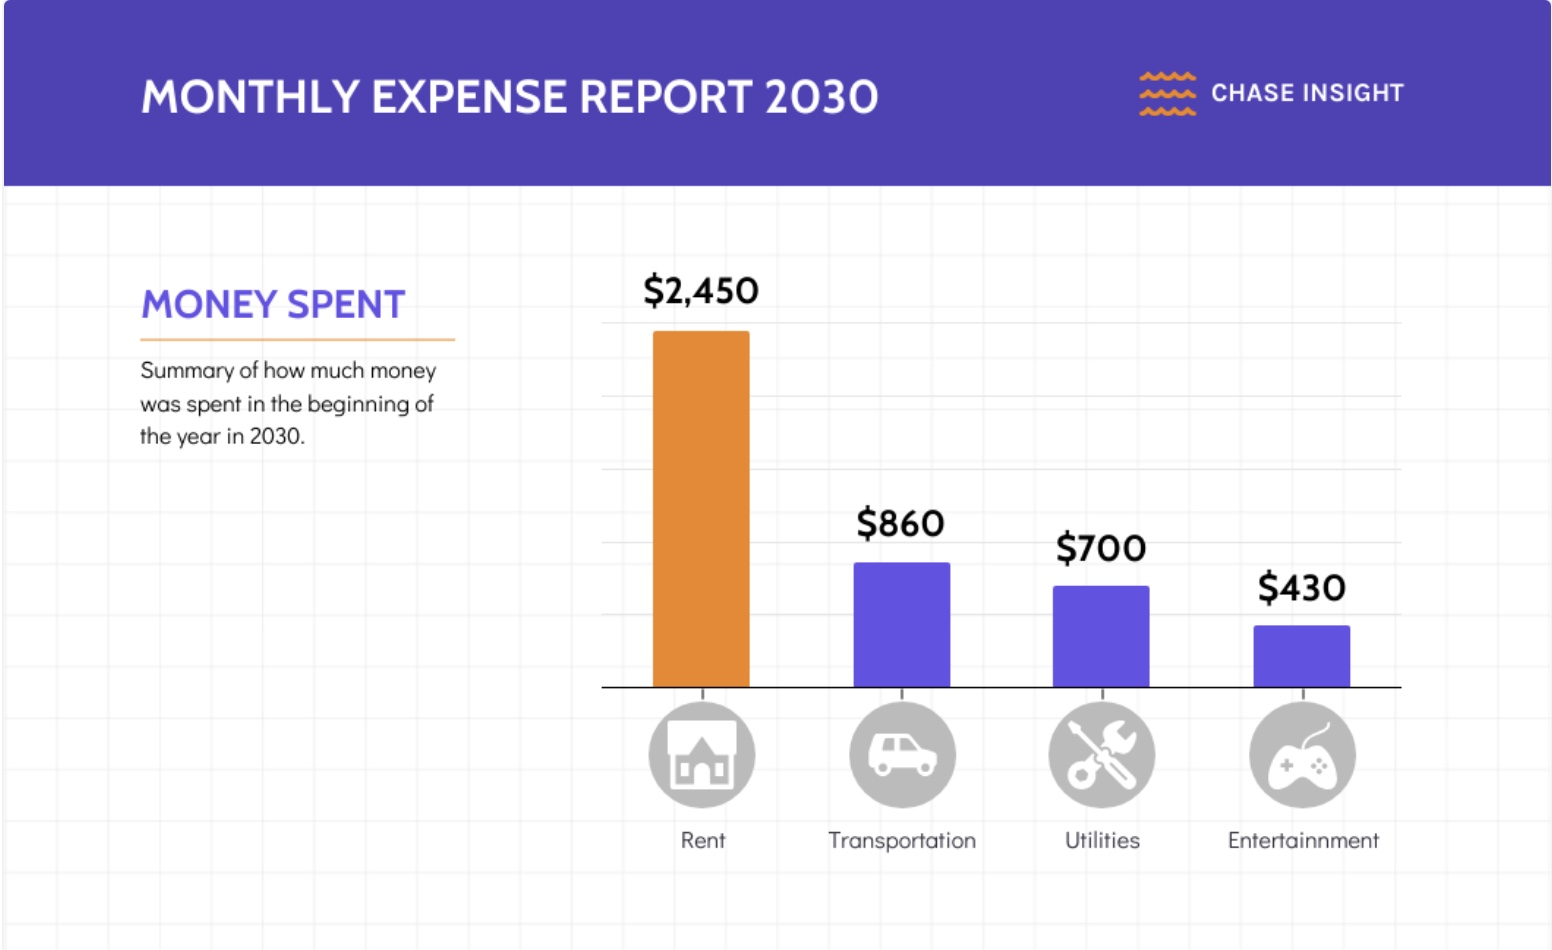 MONTHLY EXPENSE REPORT 2030
CHASE INSIGHT
MONEY SPENT
Summary of how much money
was spent in the beginning of
the year in 2030.
$2,450
$860
$700
$430
Rent
Transportation
Utilities
Entertainnment